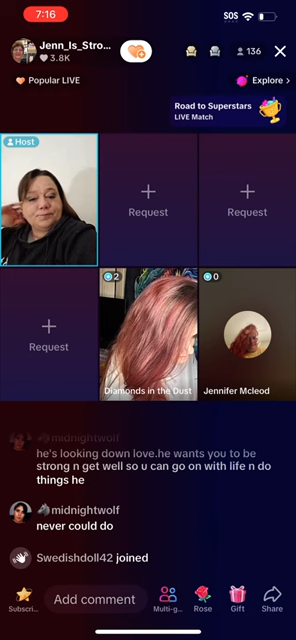 7:16
SOS
Jenn_Is_Stro...
3.8K
136
Popular LIVE
Explore >
Road to Superstars
LIVE Match
Host
Request
Request
Request
2
0
Diamonds in the Dust
Jennifer Mcleod
midnightwolf
he's looking down love.he wants you to be
strong n get well so u can go on with life n do
things he
midnightwolf
never could do
Swedishdoll42 joined
Subscri...
Add comment
Multi-g...
Rose
Gift
Share